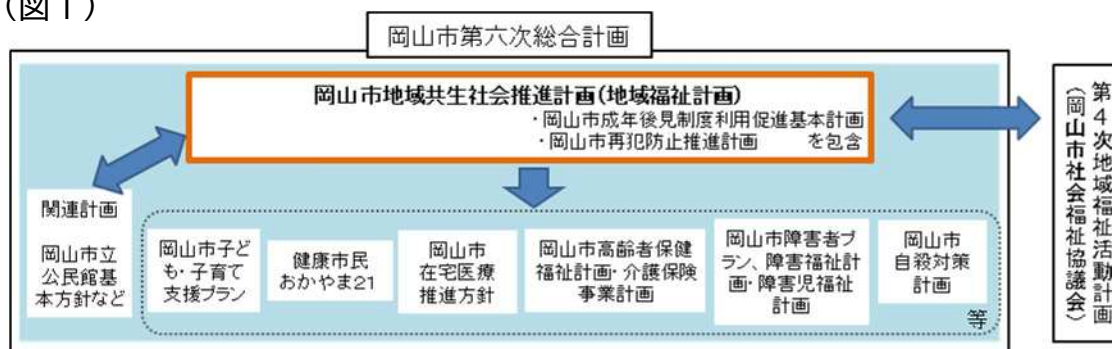 （図１）
岡山市第六次総合計画
岡山市地域共生社会推進計画(地域福祉計画)
・岡山市成年後見制度利用促進基本計画
・岡山市再犯防止推進計画　　を包含
関連計画
岡山市立
公民館基
本方針など
岡山市子ど
も・子育て
支援プラン
健康市民
おかやま21
岡山市
在宅医療
推進方針
岡山市高齢者保健
福祉計画・介護保険
事業計画
岡山市障害者プ
ラン、障害福祉計
画・障害児福祉
計画
岡山市
自殺対策
計画
等
第４次地域福祉活動計画
（岡山市社会福祉協議会）